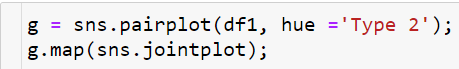 g = sns.pairplot(df1, hue ='Type 2');
g.map(sns.jointplot);